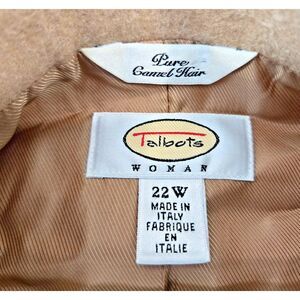 Pure
Camel Hair
Talbots
WOMAN
22W
MADE IN
ITALY
FABRIQUE
EN
ITALIE